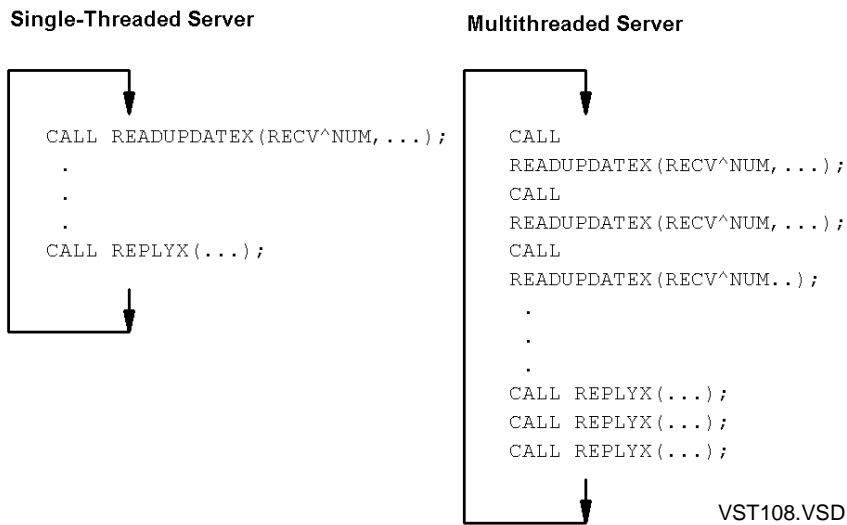 Single-Threaded Server
CALL READUPDATEX(RECV^NUM,...);
.
.
.
CALL REPLYX(...);
Multithreaded Server
CALL
READUPDATEX(RECV^NUM,...);
CALL
READUPDATEX(RECV^NUM,...);
CALL
READUPDATEX(RECV^NUM..);
.
.
.
CALL REPLYX(...);
CALL REPLYX(...);
CALL REPLYX(...);
VST108.VSD